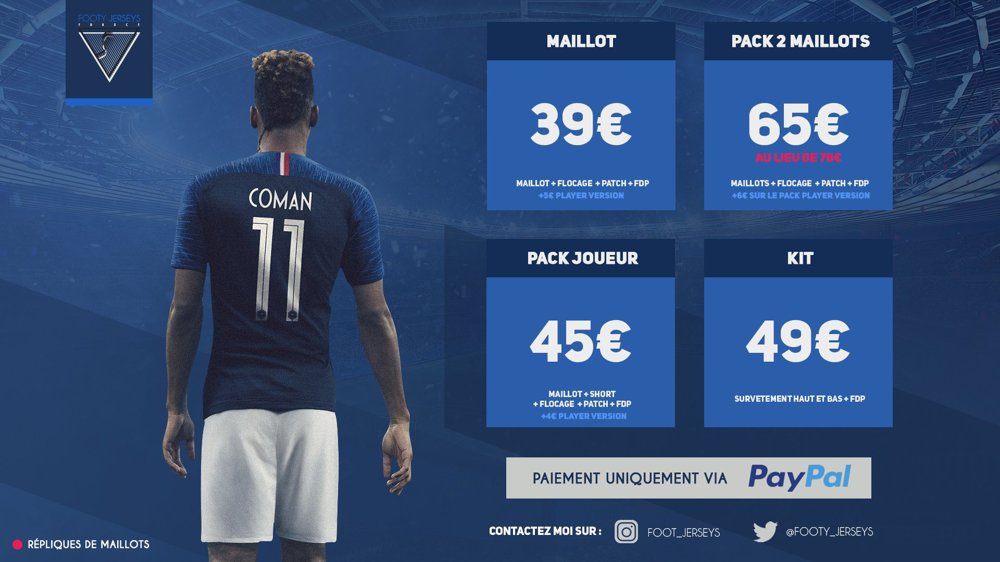 FOOTY JERSEYS
FRANCE
COMAN
11
MAILLOT
39€
MAILLOT + FLOCAGE + PATCH + FDP
+5€ PLAYER VERSION
PACK 2 MAILLOTS
65€
AU LIEU DE 78€
MAILLOTS + FLOCAGE + PATCH + FDP
+6€ SUR LE PACK PLAYER VERSION
PACK JOUEUR
45€
MAILLOT + SHORT
+ FLOCAGE + PATCH + FDP
+4€ PLAYER VERSION
KIT
49€
SURVETEMENT HAUT ET BAS + FDP
PAIEMENT UNIQUEMENT VIA PayPal
CONTACTEZ MOI SUR : FOOT_JERSEYS @FOOTY_JERSEYS
RÉPLIQUES DE MAILLOTS